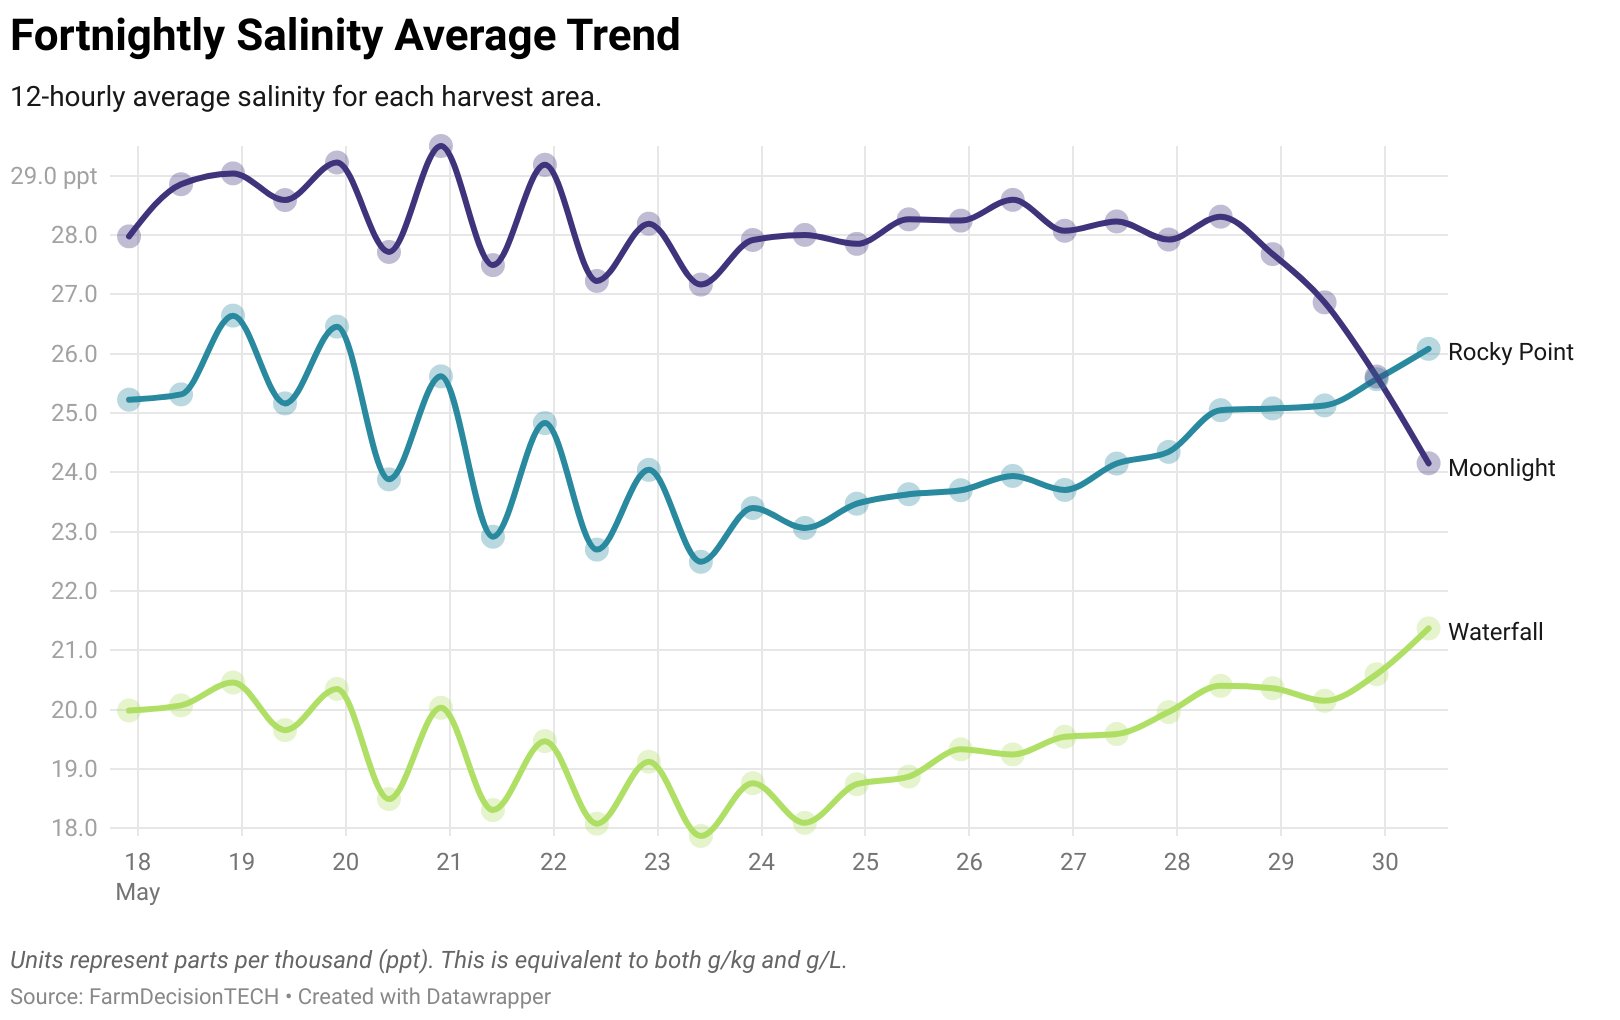 Fortnightly Salinity Average Trend
12-hourly average salinity for each harvest area.
29.0 ppt
28.0
27.0
26.0
Rocky Point
25.0
24.0
Moonlight
23.0
22.0
21.0
Waterfall
20.0
19.0
18.0
18 19 20 21 22 23 24 25 26 27 28 29 30
May
Units represent parts per thousand (ppt). This is equivalent to both g/kg and g/L.
Source: FarmDecisionTECH • Created with Datawrapper